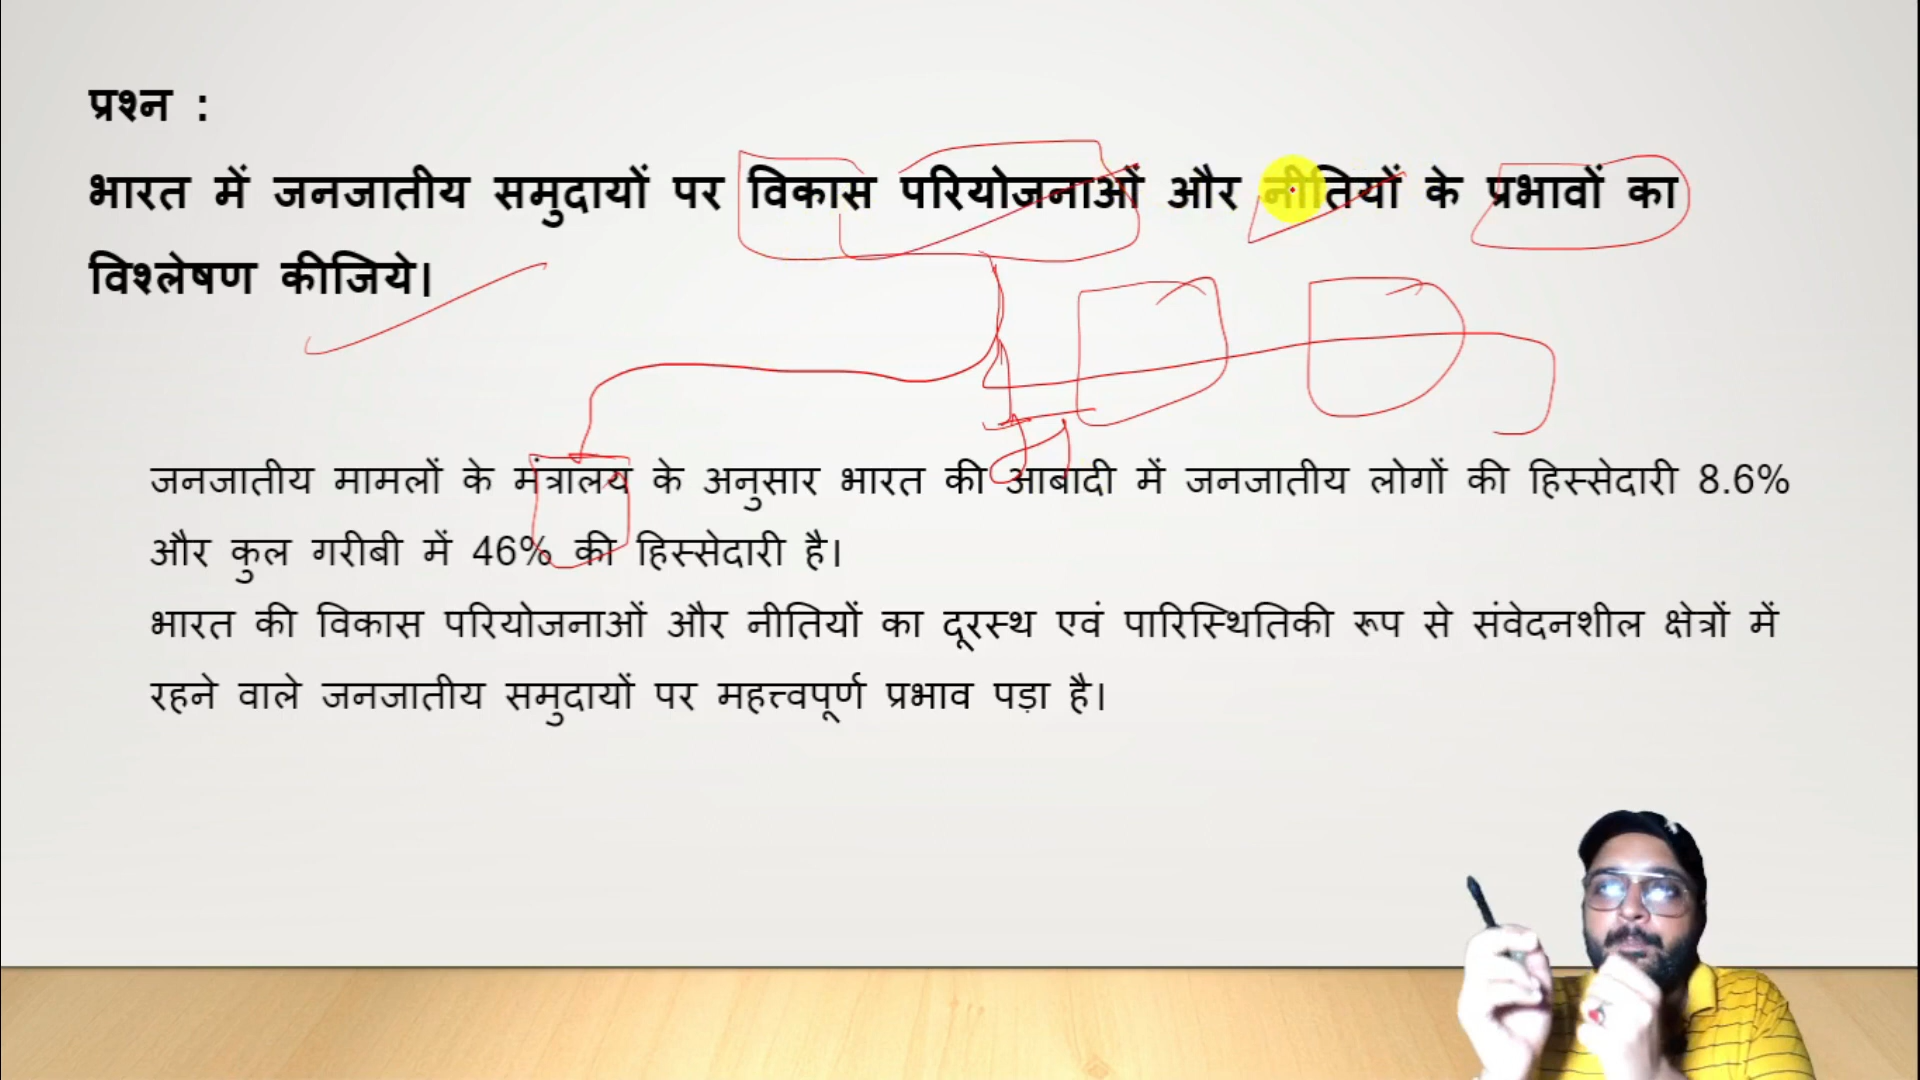 प्रश्न :
भारत में जनजातीय समुदायों पर विकास परियोजनाओं और नीतियों के प्रभावों का
विश्लेषण कीजिये।
जनजातीय मामलों के मंत्रालय के अनुसार भारत की आबादी में जनजातीय लोगों की हिस्सेदारी 8.6%
और कुल गरीबी में 46% की हिस्सेदारी है।
भारत की विकास परियोजनाओं और नीतियों का दूरस्थ एवं पारिस्थितिकी रूप से संवेदनशील क्षेत्रों में
रहने वाले जनजातीय समुदायों पर महत्त्वपूर्ण प्रभाव पड़ा है।